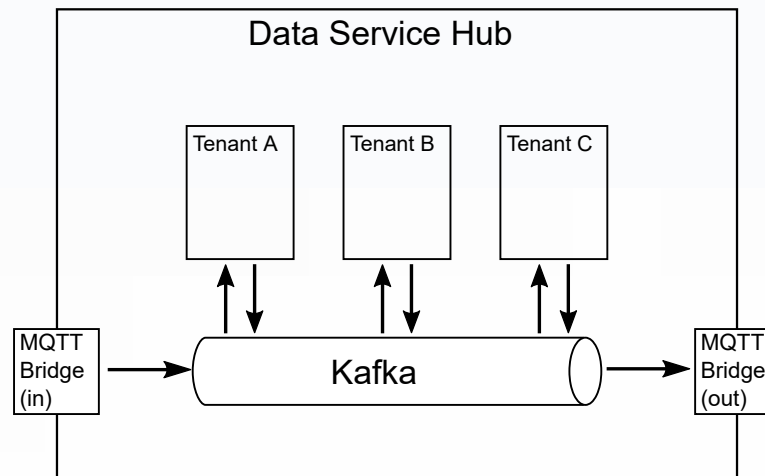 Data Service Hub
Tenant A
Tenant B
Tenant C
MQTT
Bridge
(in)
Kafka
MQTT
Bridge
(out)